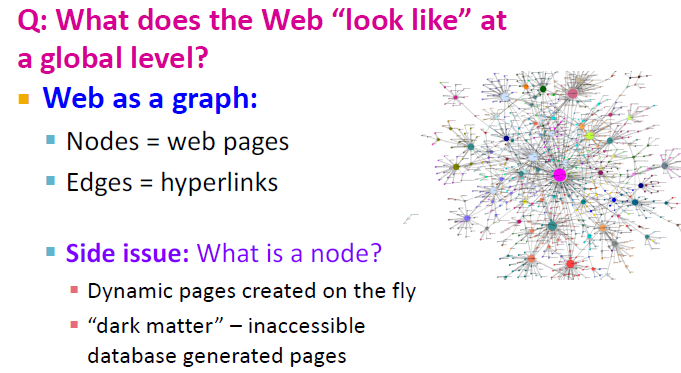 Q: What does the Web “look like” at
a global level?
Web as a graph:
Nodes = web pages
Edges = hyperlinks
Side issue: What is a node?
Dynamic pages created on the fly
“dark matter” – inaccessible
database generated pages